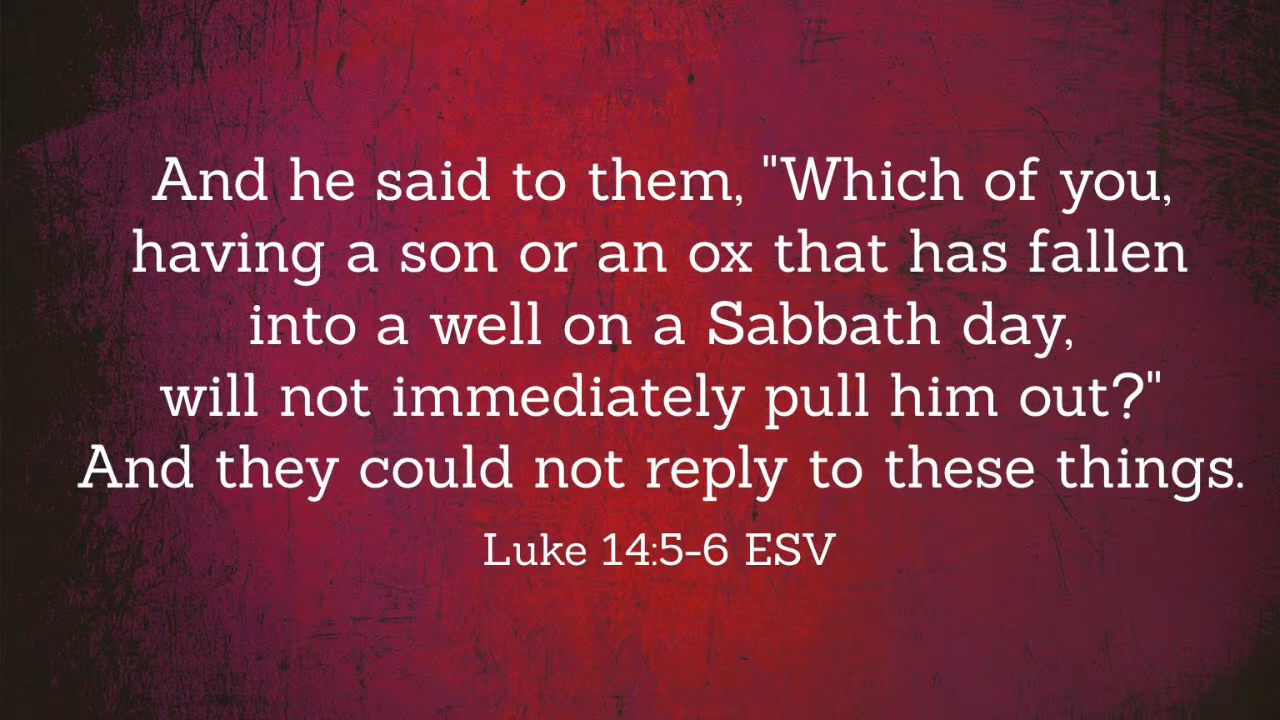 And he said to them, "Which of you,
having a son or an ox that has fallen
into a well on a Sabbath day,
will not immediately pull him out?"
And they could not reply to these things.
Luke 14:5-6 ESV